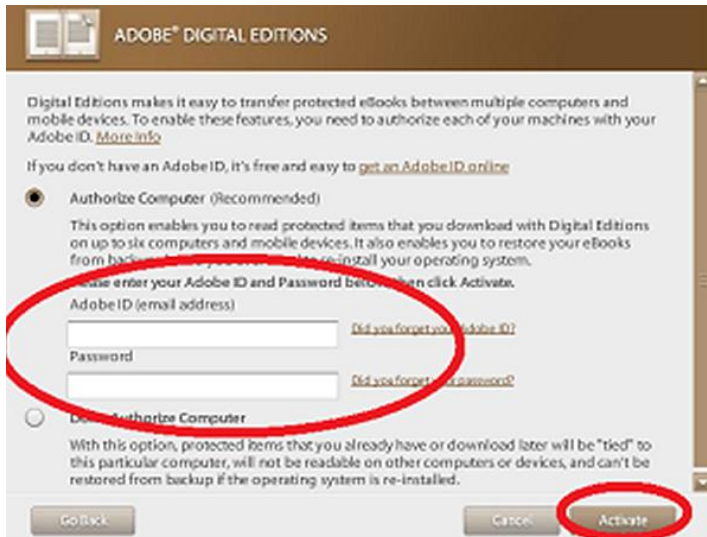 ADOBE® DIGITAL EDITIONS
Digital Editions makes it easy to transfer protected eBooks between multiple computers and
mobile devices. To enable these features, you need to authorize each of your machines with your
Adobe ID. More Info
If you don't have an Adobe ID, it's free and easy to get an Adobe ID online
Authorize Computer (Recommended)
This option enables you to read protected items that you download with Digital Editions
on up to six computers and mobile devices. It also enables you to restore your eBooks
from re-install your operating system.
Please enter your Adobe ID and Password below then click Activate.
Adobe ID (email address)
Did you forget your Adobe ID?
Password
Did you forget your password?
Don't Authorize Computer
With this option, protected items that you already have or download later will be "tied" to
this particular computer, will not be readable on other computers or devices, and can't be
restored from backup if the operating system is re-installed.
Go Back
Cancel
Activate